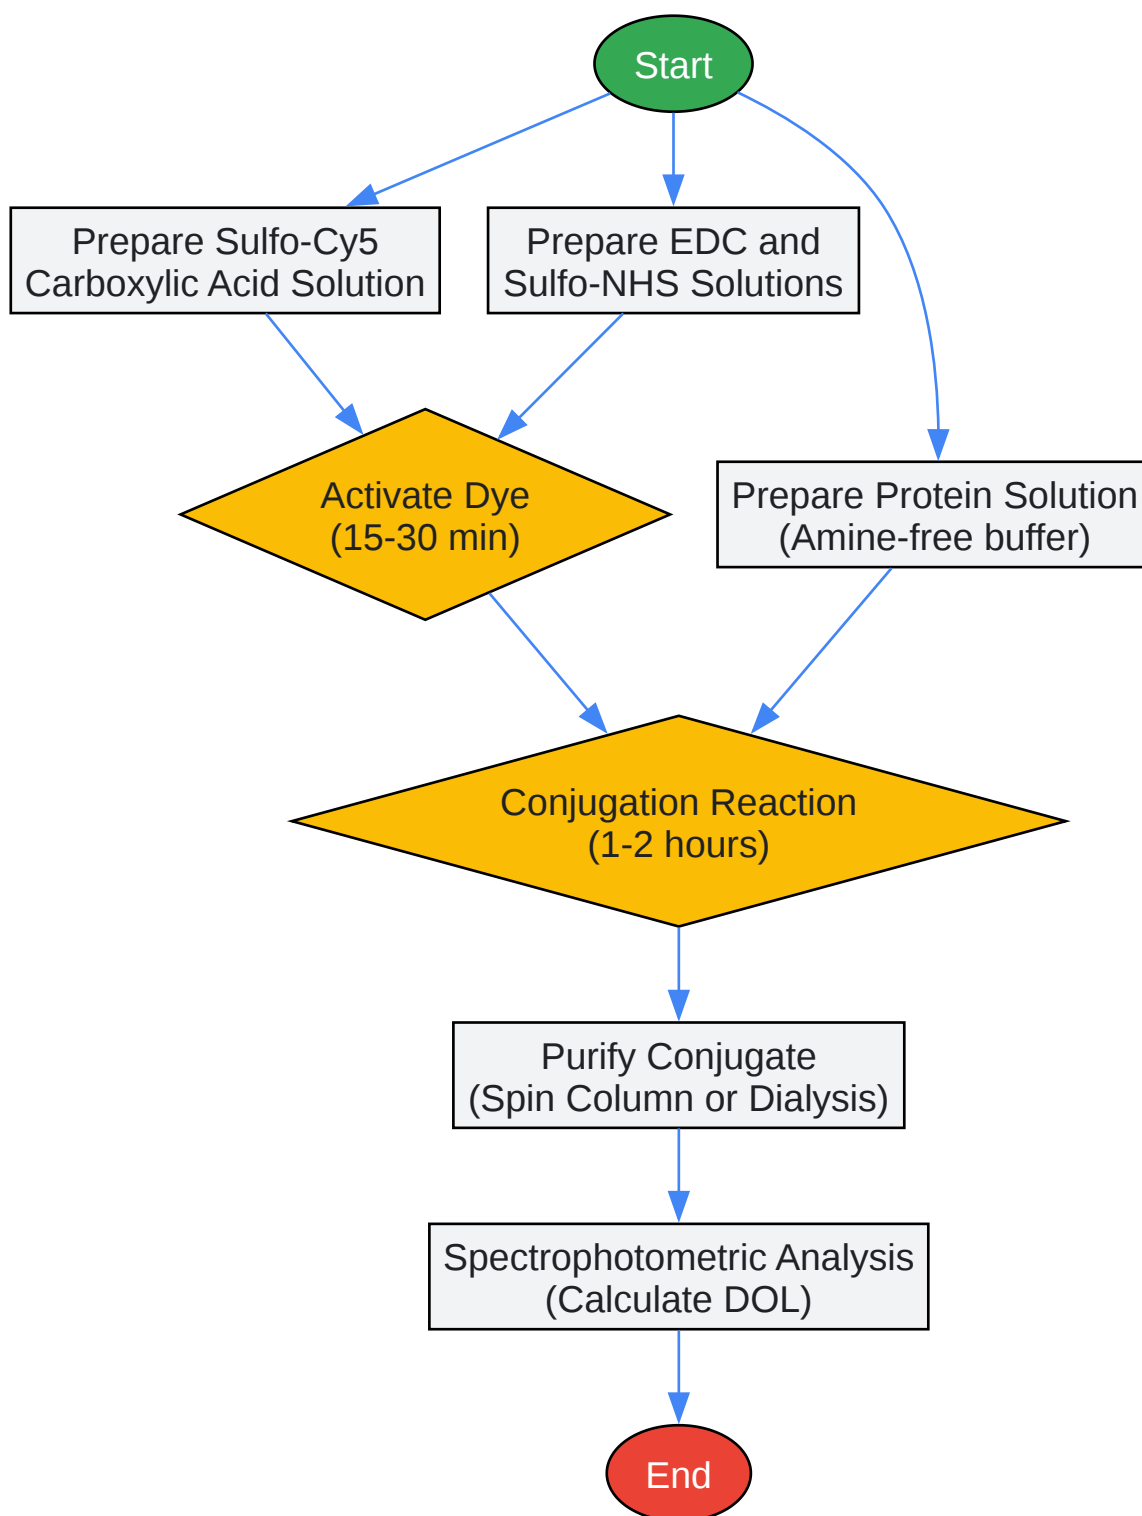 Start
Prepare Sulfo-Cy5
Carboxylic Acid Solution
Prepare EDC and
Sulfo-NHS Solutions
Activate Dye
(15-30 min)
Prepare Protein Solution
(Amine-free buffer)
Conjugation Reaction
(1-2 hours)
Purify Conjugate
(Spin Column or Dialysis)
Spectrophotometric Analysis
(Calculate DOL)
End